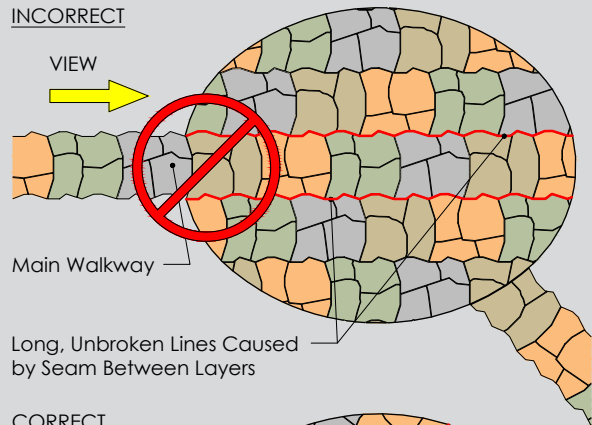 INCORRECT
VIEW
Main Walkway
Long, Unbroken Lines Caused
by Seam Between Layers
CORRECT